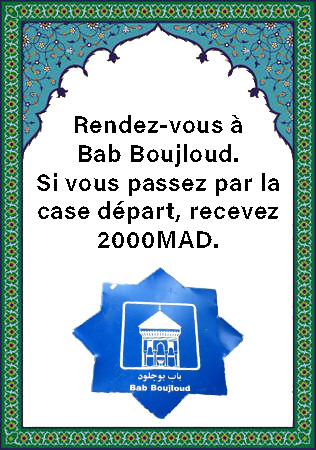 Rendez-vous à
Bab Boujloud.
Si vous passez par la
case départ, recevez
2000MAD.
باب بوجلود
Bab Boujloud